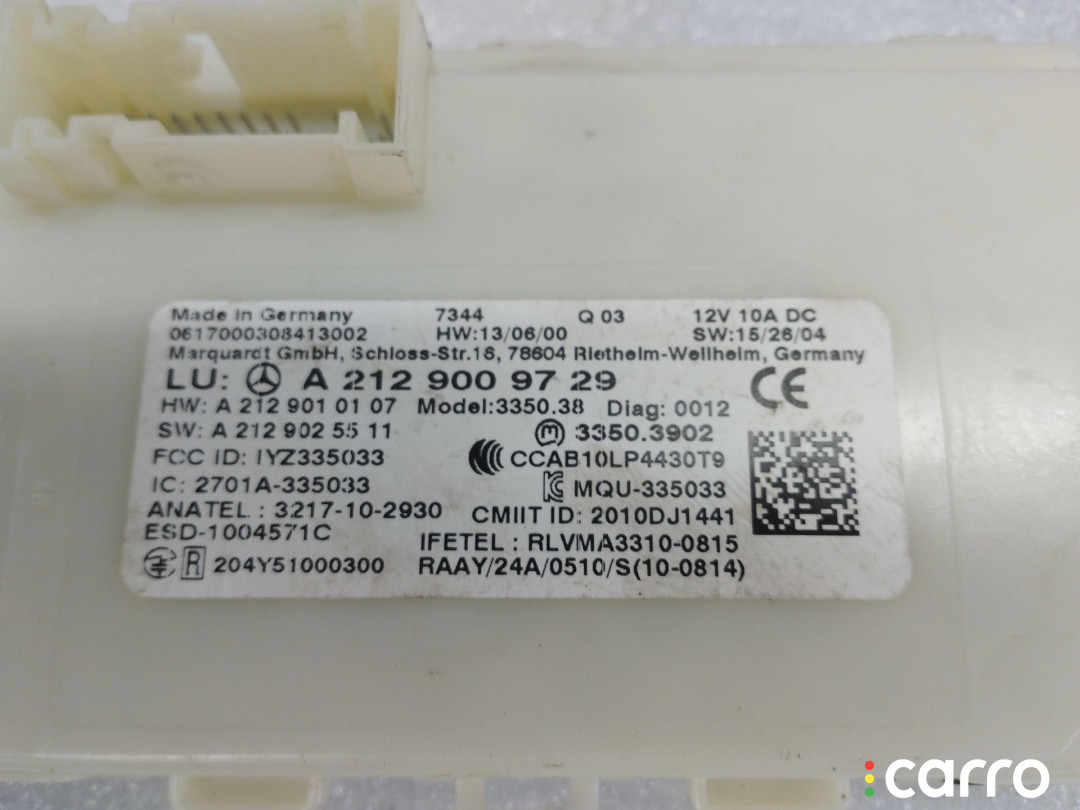 Made in Germany 7344 Q 03 12V 10A DC
0617000308413002 HW:13/06/00 SW:15/26/04
Marquardt GmbH, Schloss-Str.16, 78604 Rietheim-Weilheim, Germany
LU: A 212 900 97 29 CE
HW: A 212 901 01 07 Model:3350.38 Diag: 0012
SW: A 212 902 55 11 m 3350.3902
FCC ID: IYZ335033 CCAB10LP4430T9
IC: 2701A-335033 MQU-335033
ANATEL : 3217-10-2930 CMIIT ID: 2010DJ1441
ESD-1004571C IFETEL : RLVMA3310-0815
R 204Y51000300 RAAY/24A/0510/S(10-0814)
carro